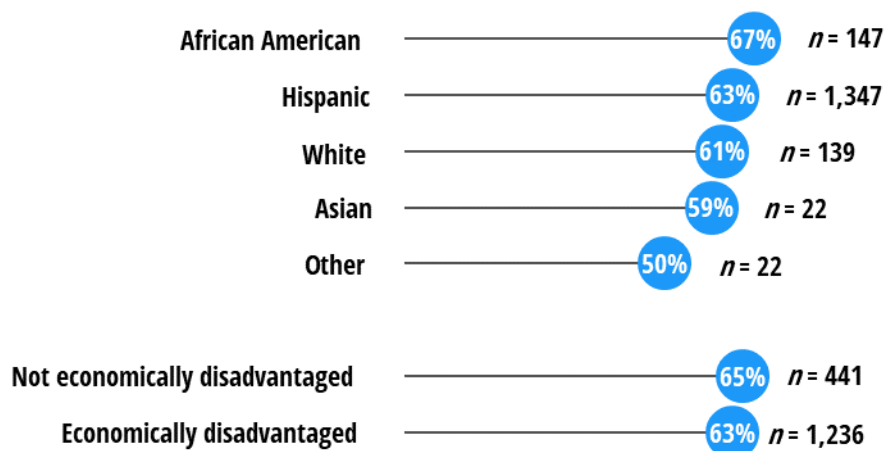 African American 67% n = 147
Hispanic 63% n = 1,347
White 61% n = 139
Asian 59% n = 22
Other 50% n = 22
Not economically disadvantaged 65% n = 441
Economically disadvantaged 63% n = 1,236